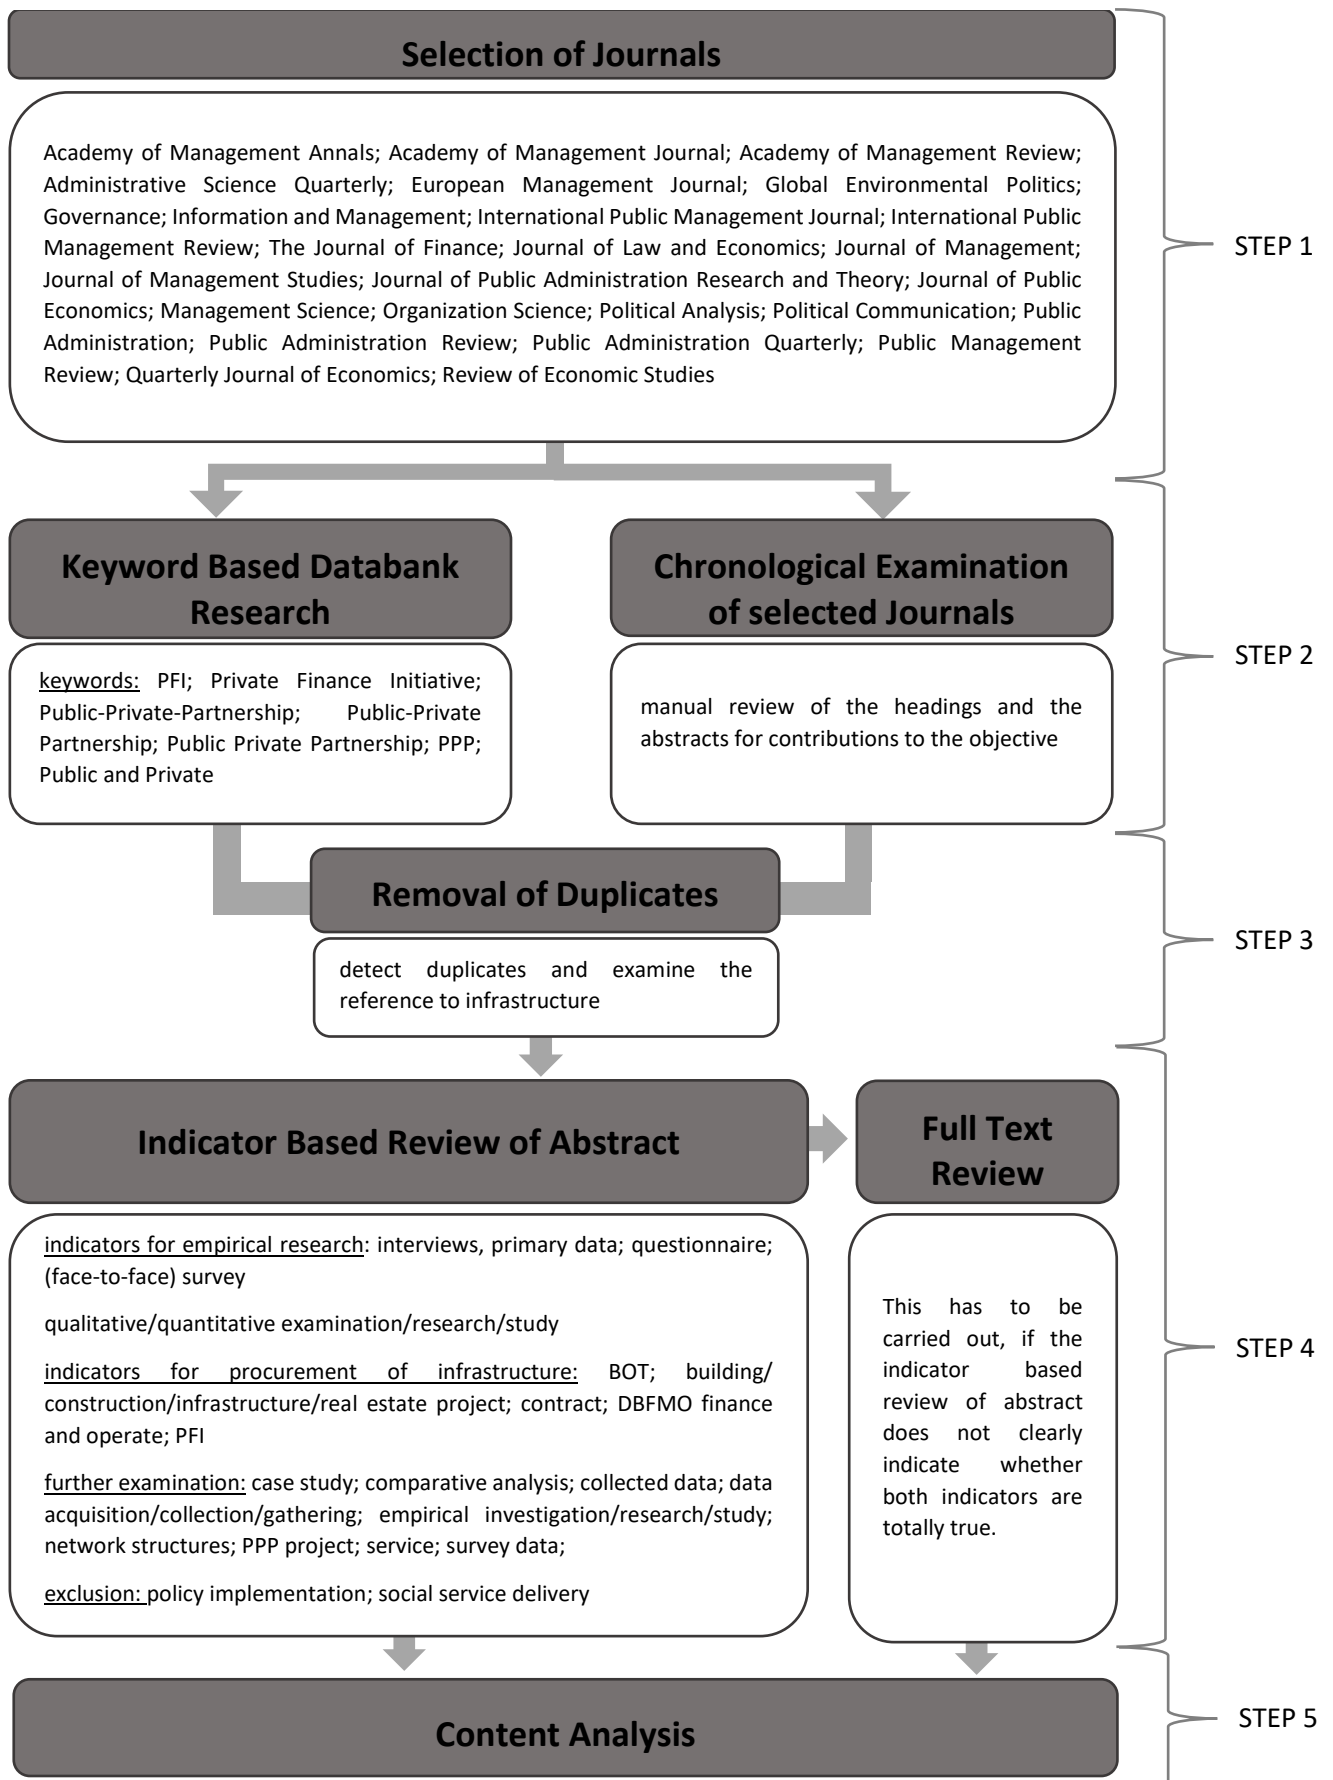 Selection of Journals
Academy of Management Annals; Academy of Management Journal; Academy of Management Review;
Administrative Science Quarterly; European Management Journal; Global Environmental Politics;
Governance; Information and Management; International Public Management Journal; International Public
Management Review; The Journal of Finance; Journal of Law and Economics; Journal of Management;
Journal of Management Studies; Journal of Public Administration Research and Theory; Journal of Public
Economics; Management Science; Organization Science; Political Analysis; Political Communication; Public
Administration; Public Administration Review; Public Administration Quarterly; Public Management
Review; Quarterly Journal of Economics; Review of Economic Studies
STEP 1
Keyword Based Databank
Research
keywords: PFI; Private Finance Initiative;
Public-Private-Partnership; Public-Private
Partnership; Public Private Partnership; PPP;
Public and Private
Chronological Examination
of selected Journals
manual review of the headings and the
abstracts for contributions to the objective
STEP 2
Removal of Duplicates
detect duplicates and examine the
reference to infrastructure
STEP 3
Indicator Based Review of Abstract
indicators for empirical research: interviews, primary data; questionnaire;
(face-to-face) survey
qualitative/quantitative examination/research/study
indicators for procurement of infrastructure: BOT; building/
construction/infrastructure/real estate project; contract; DBFMO finance
and operate; PFI
further examination: case study; comparative analysis; collected data; data
acquisition/collection/gathering; empirical investigation/research/study;
network structures; PPP project; service; survey data;
exclusion: policy implementation; social service delivery
Full Text
Review
This has to be
carried out, if the
indicator based
review of abstract
does not clearly
indicate whether
both indicators are
totally true.
STEP 4
Content Analysis
STEP 5